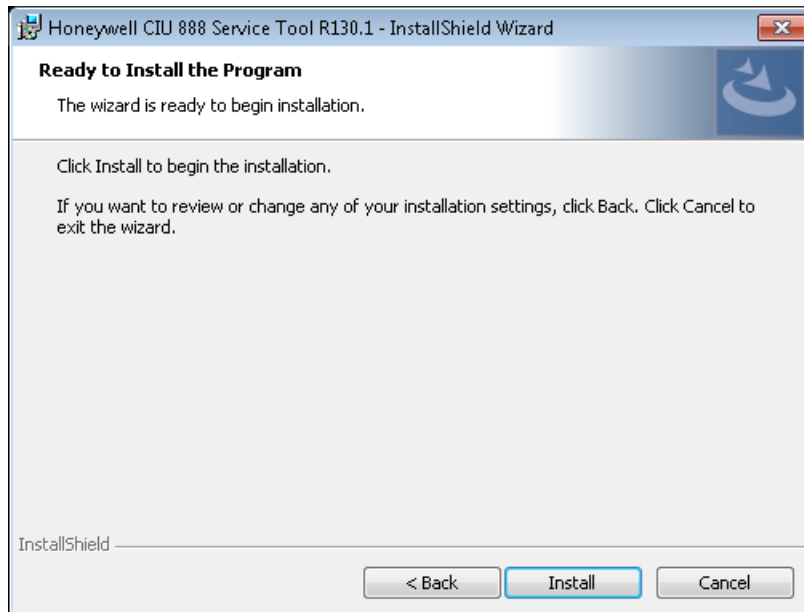 Honeywell CIU 888 Service Tool R130.1 - InstallShield Wizard
Ready to Install the Program
The wizard is ready to begin installation.
Click Install to begin the installation.
If you want to review or change any of your installation settings, click Back. Click Cancel to
exit the wizard.
InstallShield
< Back Install Cancel